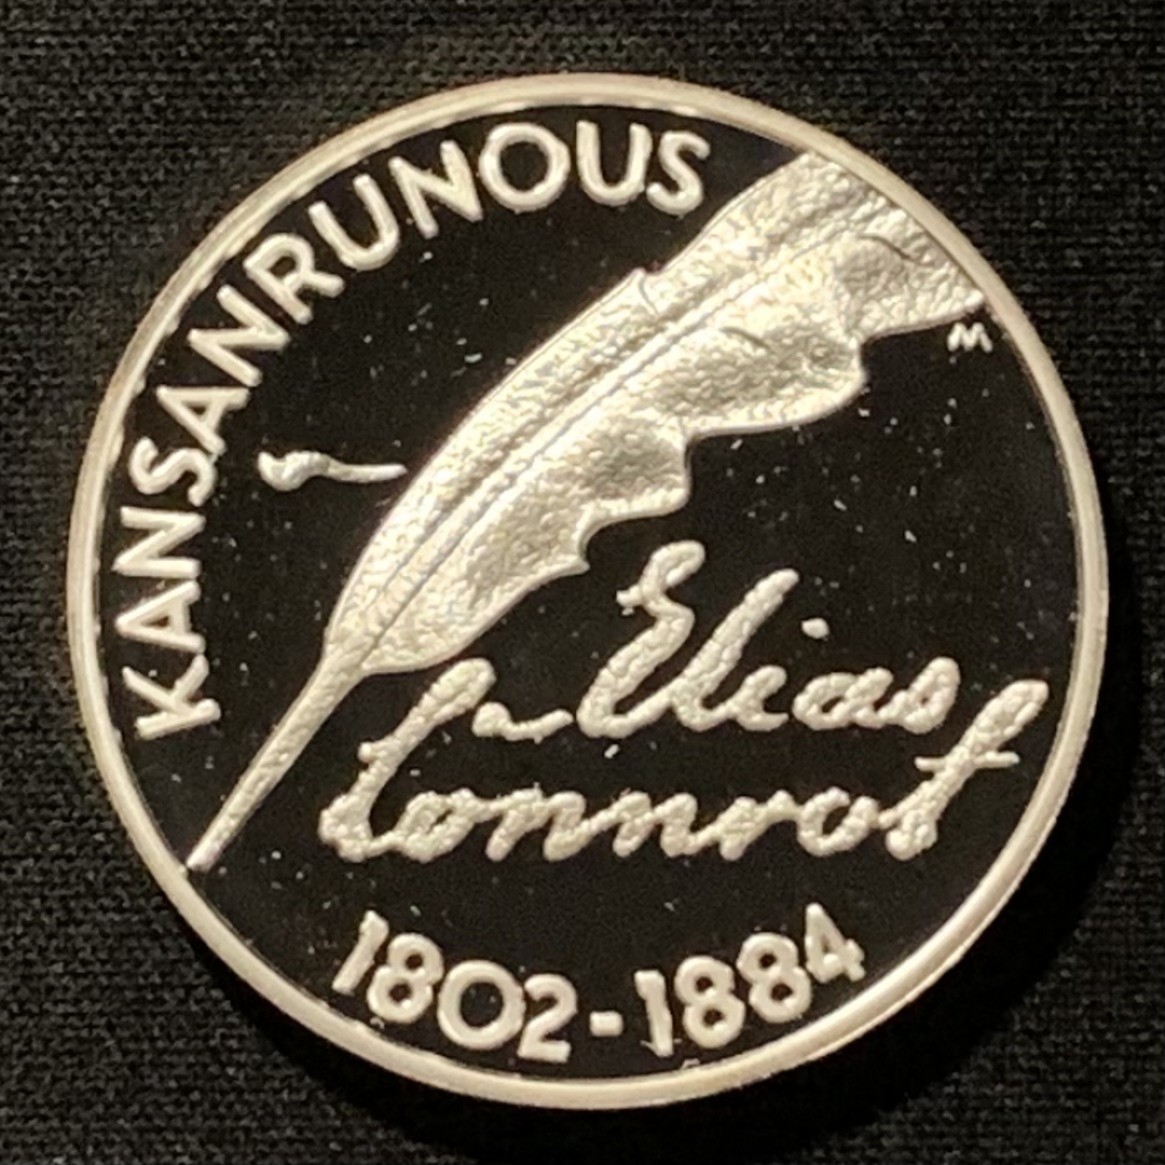 KANSANRUNOUS
M
Elias
Lönnrot
1802-1884